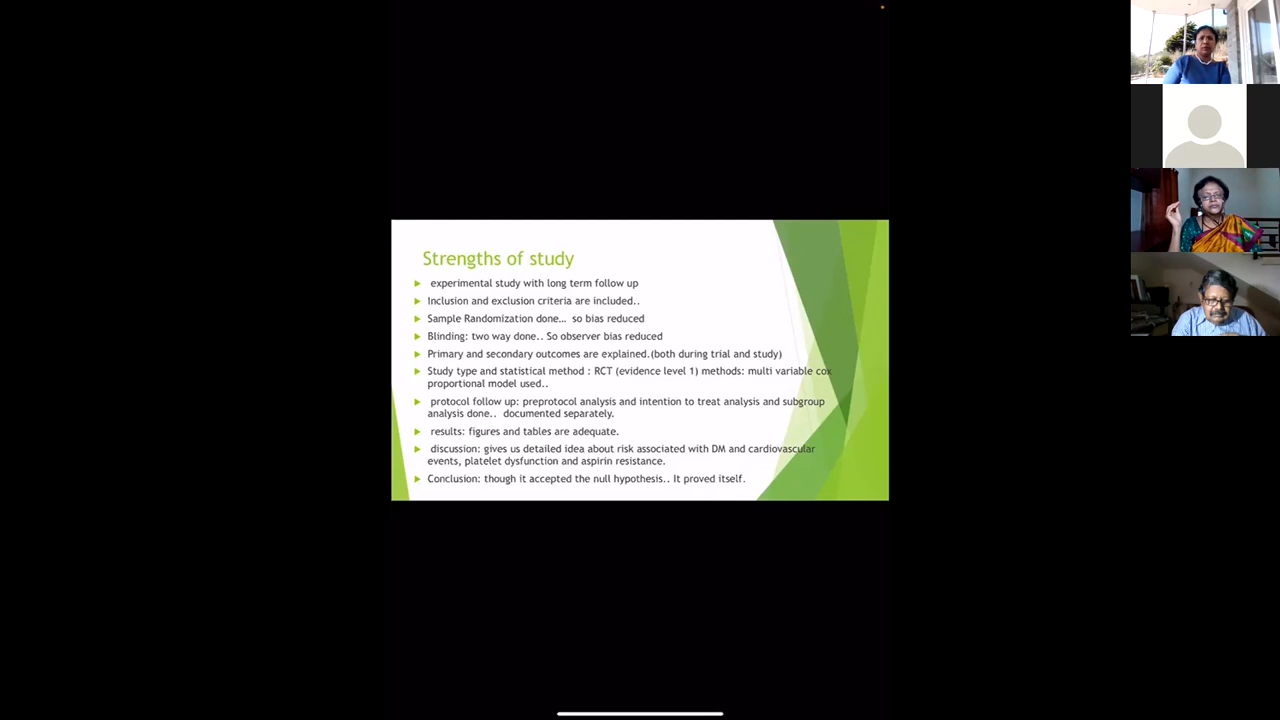 Strengths of study
experimental study with long term follow up
Inclusion and exclusion criteria are included..
Sample Randomization done… so bias reduced
Blinding: two way done.. So observer bias reduced
Primary and secondary outcomes are explained.(both during trial and study)
Study type and statistical method : RCT (evidence level 1) methods: multi variable cox
proportional model used..
protocol follow up: preprotocol analysis and intention to treat analysis and subgroup
analysis done.. documented separately.
results: figures and tables are adequate.
discussion: gives us detailed idea about risk associated with DM and cardiovascular
events, platelet dysfunction and aspirin resistance.
Conclusion: though it accepted the null hypothesis.. It proved itself.